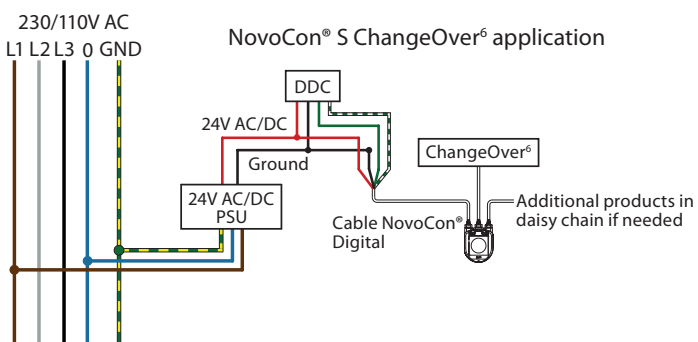 230/110V AC
L1 L2 L3 0 GND
NovoCon® S ChangeOver⁶ application
DDC
24V AC/DC
Ground
24V AC/DC
PSU
Cable NovoCon®
Digital
ChangeOver⁶
Additional products in
daisy chain if needed